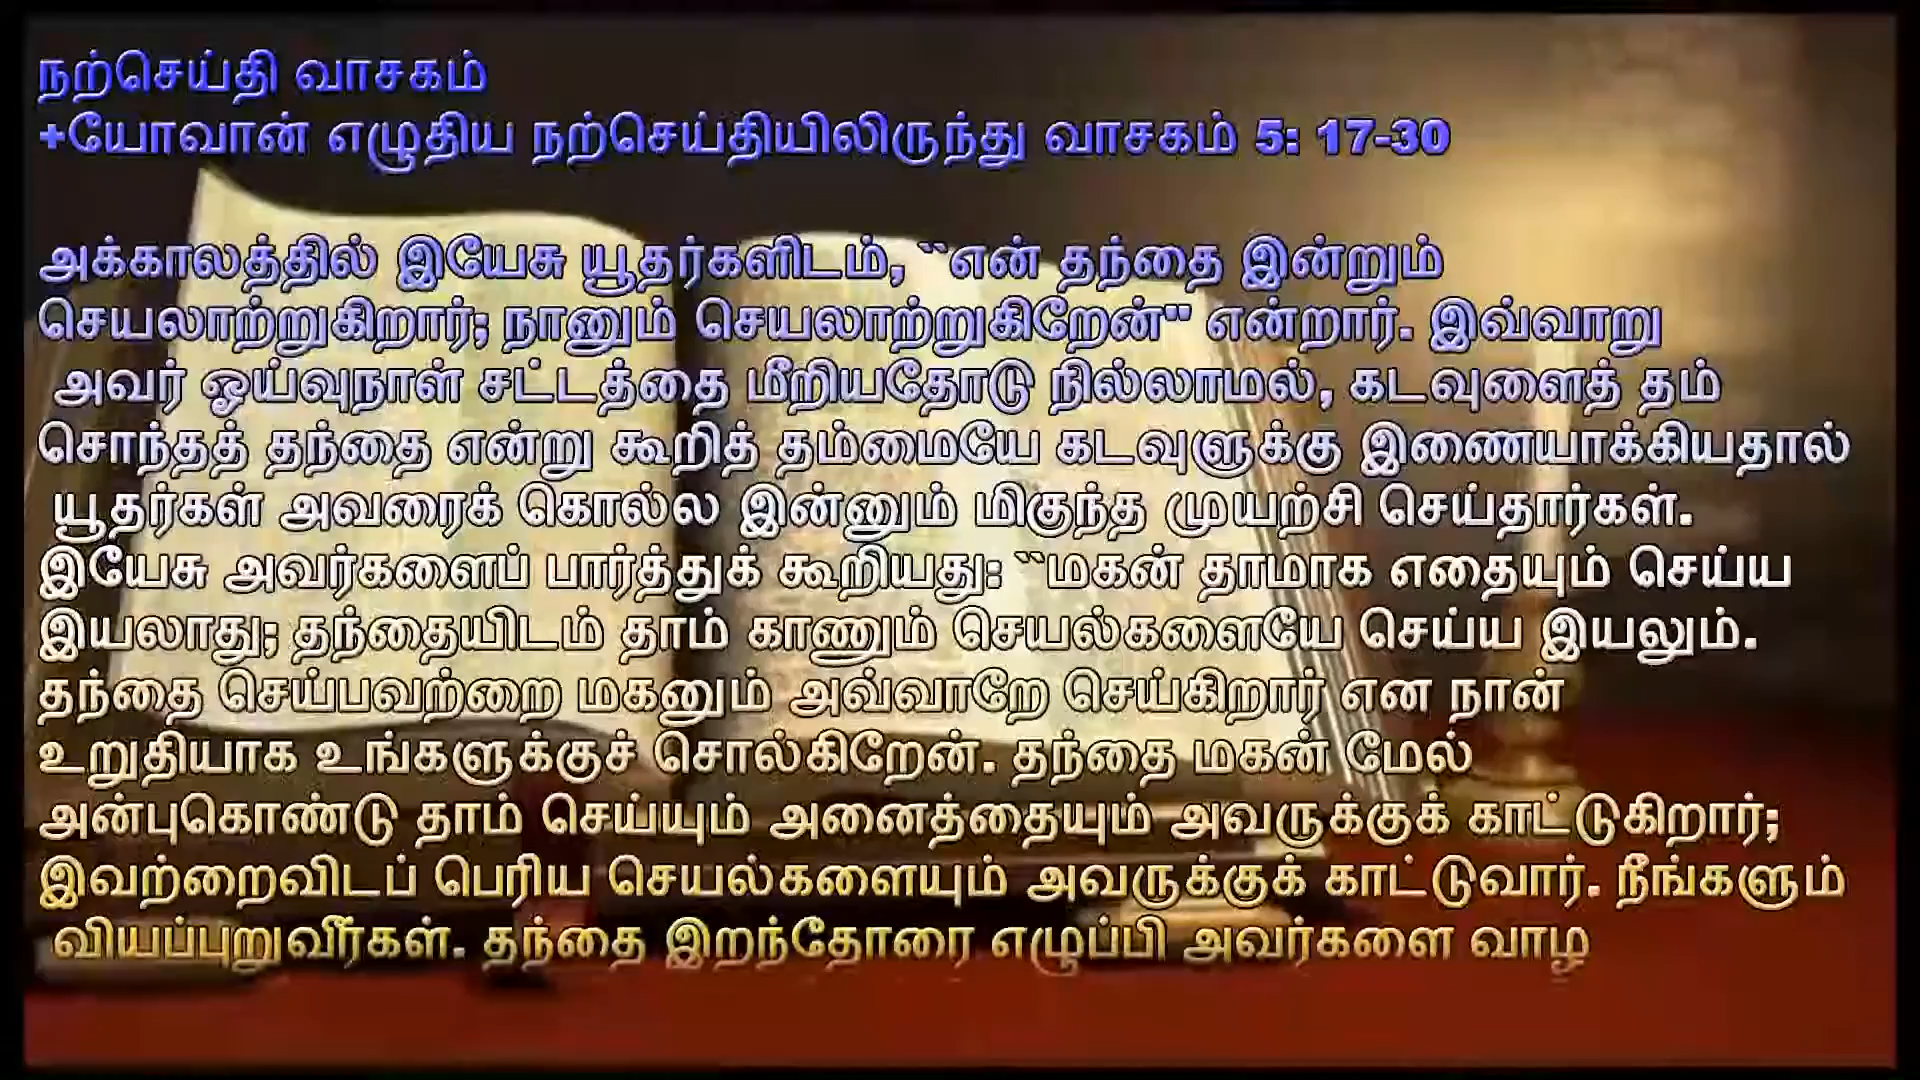 நற்செய்தி வாசகம்
+யோவான் எழுதிய நற்செய்தியிலிருந்து வாசகம் 5: 17-30
அக்காலத்தில் இயேசு யூதர்களிடம், ``என் தந்தை இன்றும்
செயலாற்றுகிறார்; நானும் செயலாற்றுகிறேன்" என்றார். இவ்வாறு
அவர் ஓய்வுநாள் சட்டத்தை மீறியதோடு நில்லாமல், கடவுளைத் தம்
சொந்தத் தந்தை என்று கூறித் தம்மையே கடவுளுக்கு இணையாக்கியதால்
யூதர்கள் அவரைக் கொல்ல இன்னும் மிகுந்த முயற்சி செய்தார்கள்.
இயேசு அவர்களைப் பார்த்துக் கூறியது: ``மகன் தாமாக எதையும் செய்ய
இயலாது; தந்தையிடம் தாம் காணும் செயல்களையே செய்ய இயலும்.
தந்தை செய்பவற்றை மகனும் அவ்வாறே செய்கிறார் என நான்
உறுதியாக உங்களுக்குச் சொல்கிறேன். தந்தை மகன் மேல்
அன்புகொண்டு தாம் செய்யும் அனைத்தையும் அவருக்குக் காட்டுகிறார்;
இவற்றைவிடப் பெரிய செயல்களையும் அவருக்குக் காட்டுவார். நீங்களும்
வியப்புறுவீர்கள். தந்தை இறந்தோரை எழுப்பி அவர்களை வாழ